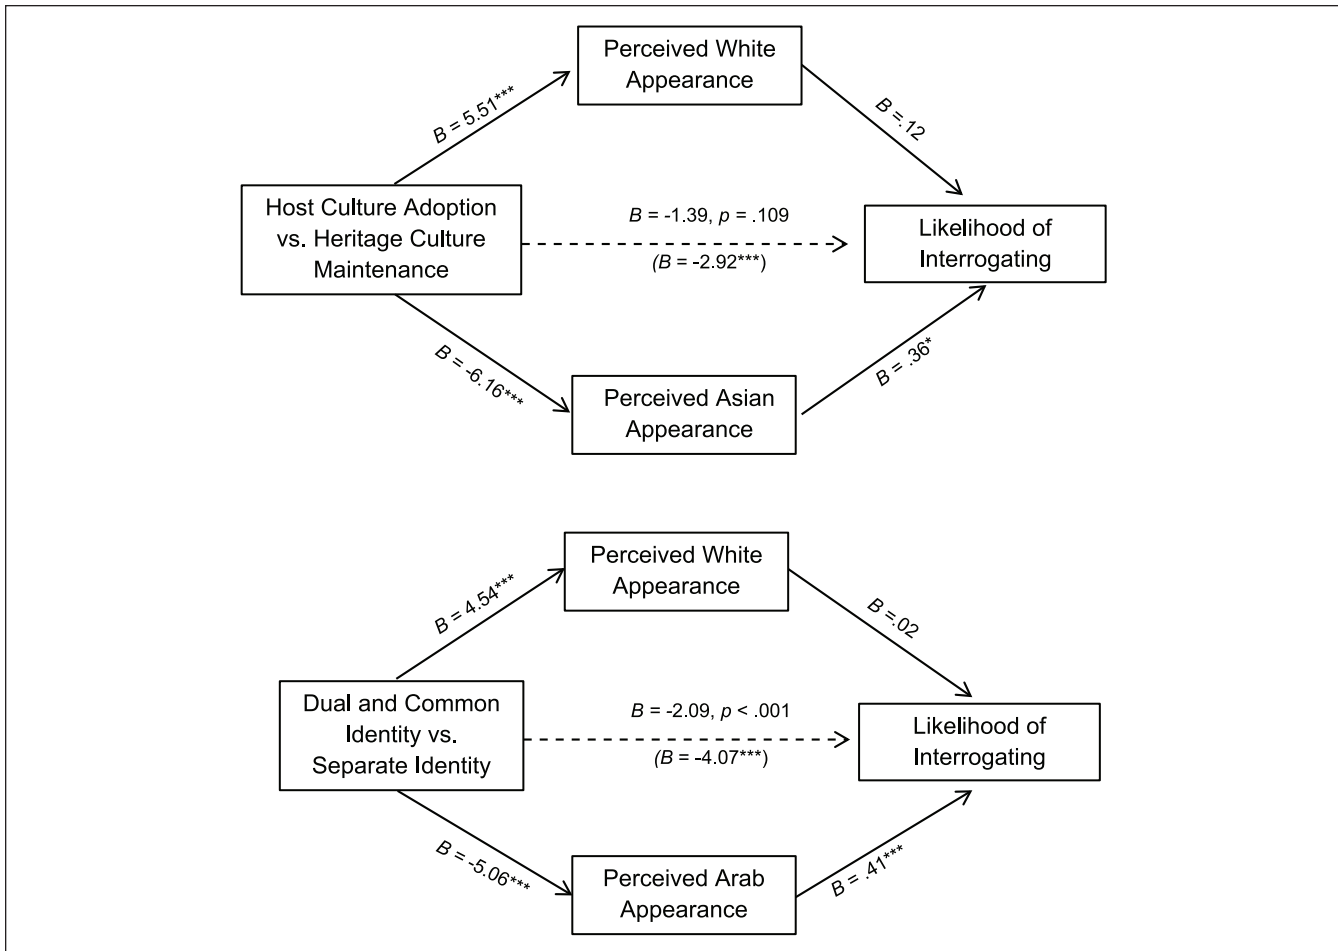 Perceived White
Appearance
B = 5.51***
B =.12
Host Culture Adoption
vs. Heritage Culture
Maintenance
B = -1.39, p = .109
(B = -2.92***)
Likelihood of
Interrogating
B = -6.16***
B = .36*
Perceived Asian
Appearance
Perceived White
Appearance
B = 4.54***
B =.02
Dual and Common
Identity vs.
Separate Identity
B = -2.09, p < .001
(B = -4.07***)
Likelihood of
Interrogating
B = -5.06***
B = .41***
Perceived Arab
Appearance